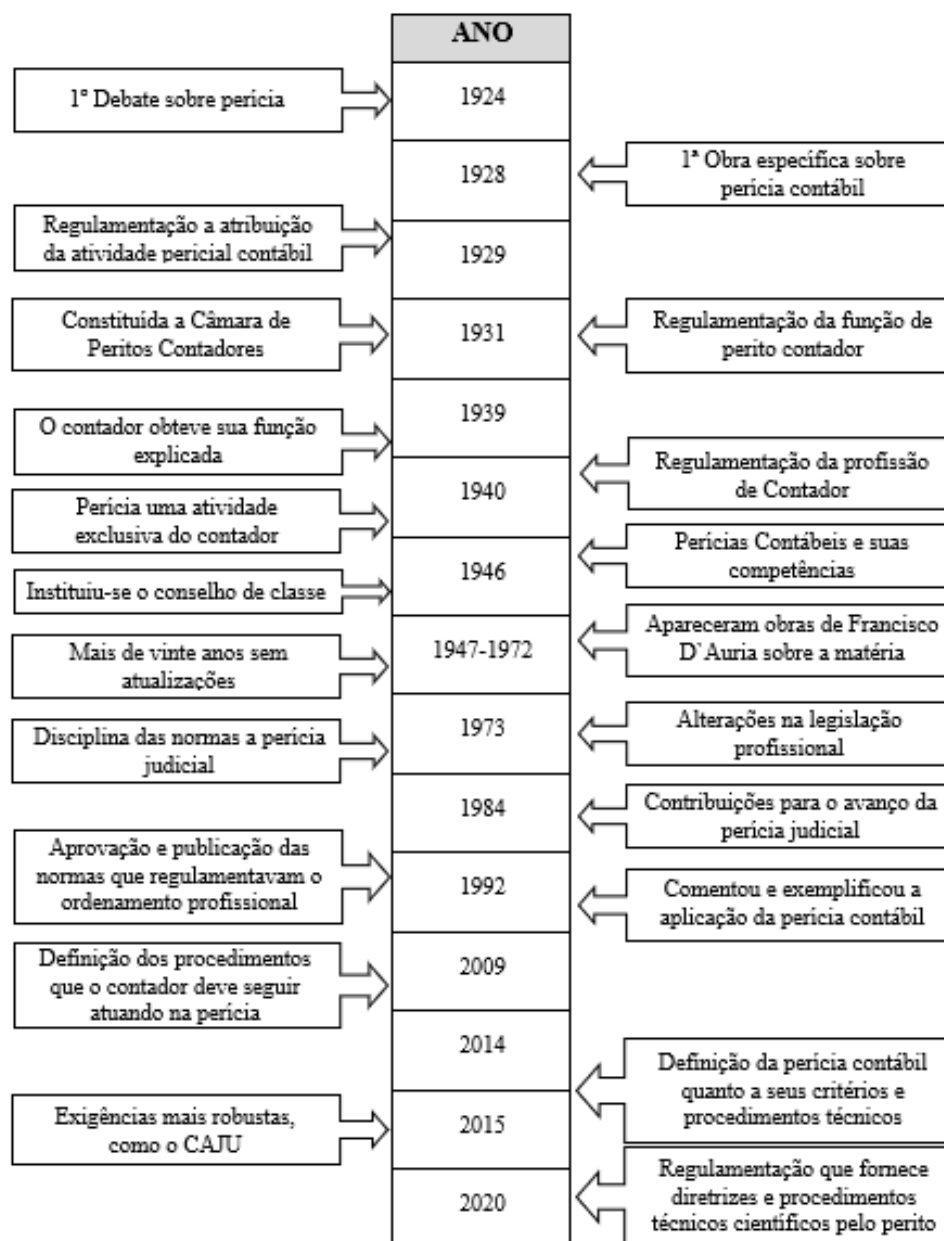 ANO
1º Debate sobre perícia
1924
1928
1ª Obra específica sobre
perícia contábil
Regulamentação a atribuição
da atividade pericial contábil
1929
Constituída a Câmara de
Peritos Contadores
1931
Regulamentação da função de
perito contador
1939
O contador obteve sua função
explicada
Regulamentação da profissão
de Contador
1940
Perícia uma atividade
exclusiva do contador
Perícias Contábeis e suas
competências
1946
Instituiu-se o conselho de classe
Apareceram obras de Francisco
D`Auria sobre a matéria
1947-1972
Mais de vinte anos sem
atualizações
1973
Alterações na legislação
profissional
Disciplina das normas a perícia
judicial
1984
Contribuições para o avanço da
perícia judicial
Aprovação e publicação das
normas que regulamentavam o
ordenamento profissional
1992
Comentou e exemplificou a
aplicação da perícia contábil
Definição dos procedimentos
que o contador deve seguir
atuando na perícia
2009
2014
Definição da perícia contábil
quanto a seus critérios e
procedimentos técnicos
Exigências mais robustas,
como o CAJU
2015
2020
Regulamentação que fornece
diretrizes e procedimentos
técnicos científicos pelo perito